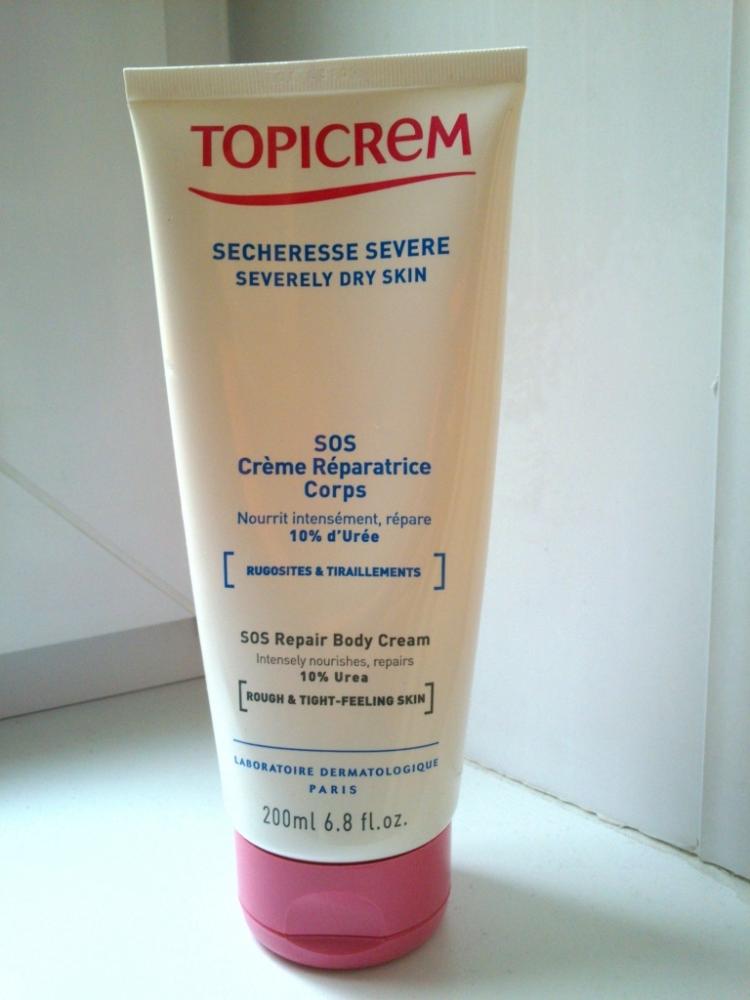 TOPICReM
SECHERESSE SEVERE
SEVERELY DRY SKIN
SOS
Crème Réparatrice
Corps
Nourrit intensément, répare
10% d'Urée
[RUGOSITES & TIRAILLEMENTS]
SOS Repair Body Cream
Intensely nourishes, repairs
10% Urea
[ROUGH & TIGHT-FEELING SKIN]
LABORATOIRE DERMATOLOGIQUE
PARIS
200ml 6.8 fl.oz.